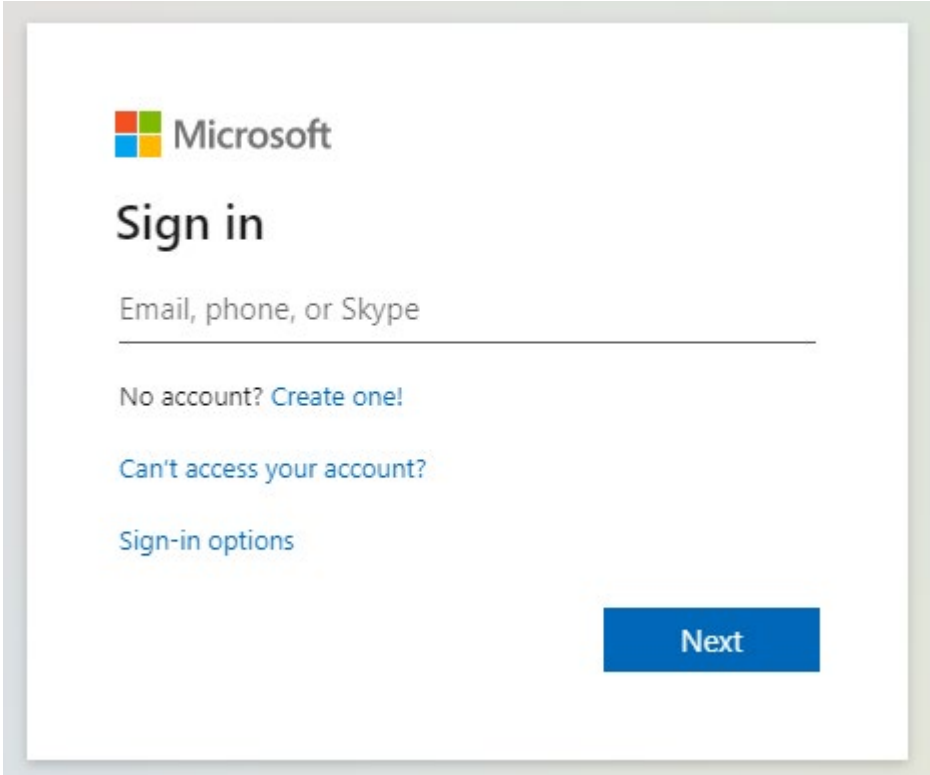 Microsoft
Sign in
Email, phone, or Skype
No account? Create one!
Can't access your account?
Sign-in options
Next